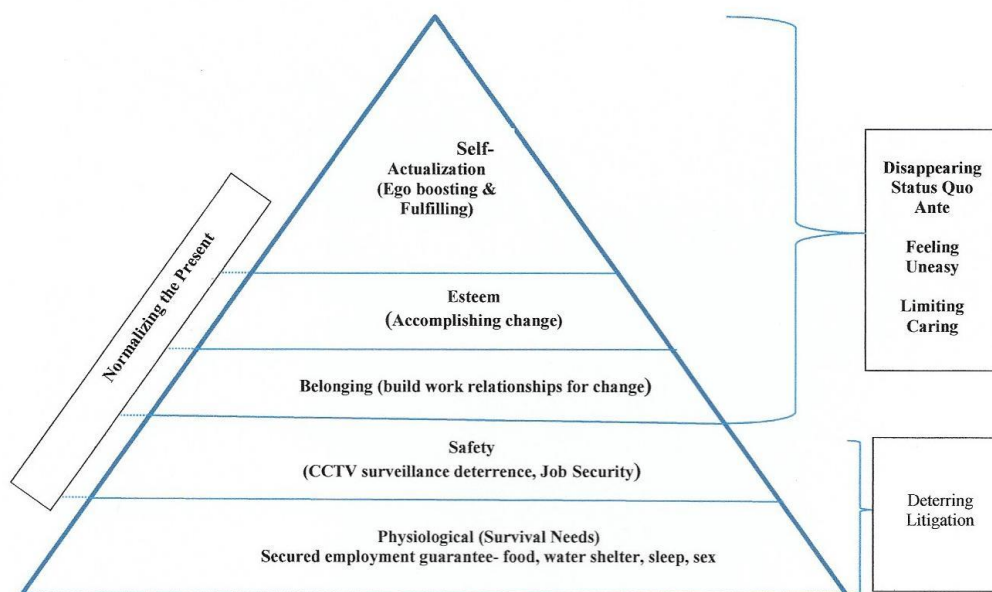 Self-
Actualization
(Ego boosting &
Fulfilling)
Esteem
(Accomplishing change)
Belonging (build work relationships for change)
Safety
(CCTV surveillance deterrence, Job Security)
Physiological (Survival Needs)
Secured employment guarantee- food, water shelter, sleep, sex
Normalizing the Present
Disappearing
Status Quo
Ante
Feeling
Uneasy
Limiting
Caring
Deterring
Litigation